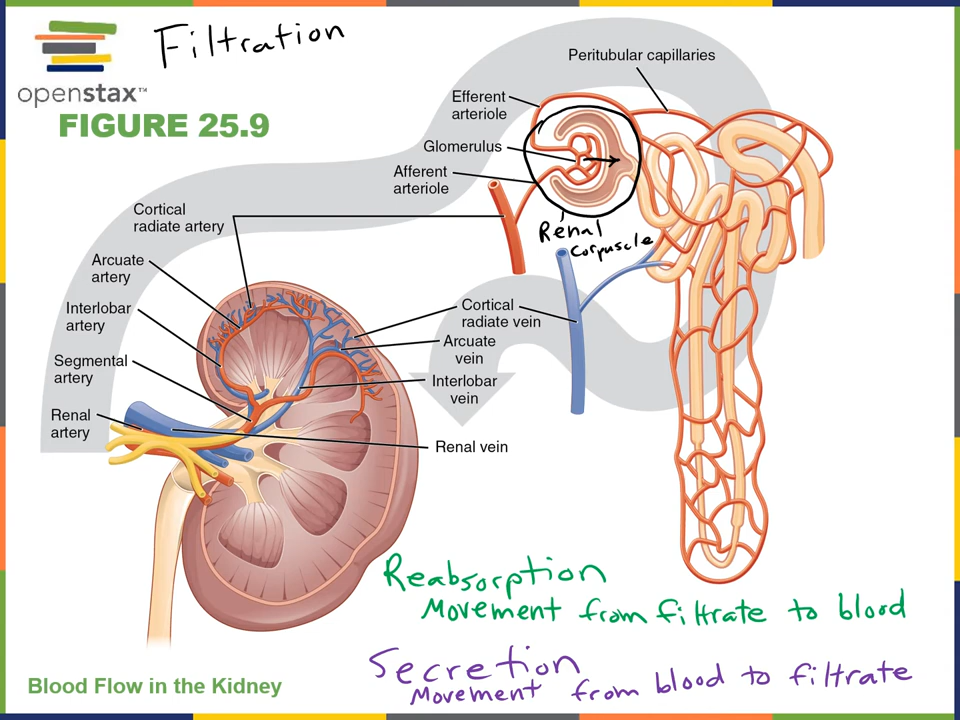 Filtration
openstax™
FIGURE 25.9
Peritubular capillaries
Efferent
arteriole
Glomerulus
Afferent
arteriole
Cortical
radiate artery
Renal
corpuscle
Arcuate
artery
Interlobar
artery
Cortical
radiate vein
Arcuate
vein
Segmental
artery
Interlobar
vein
Renal
artery
Renal vein
Reabsorption
Movement from filtrate to blood
Secretion
Movement from blood to filtrate
Blood Flow in the Kidney